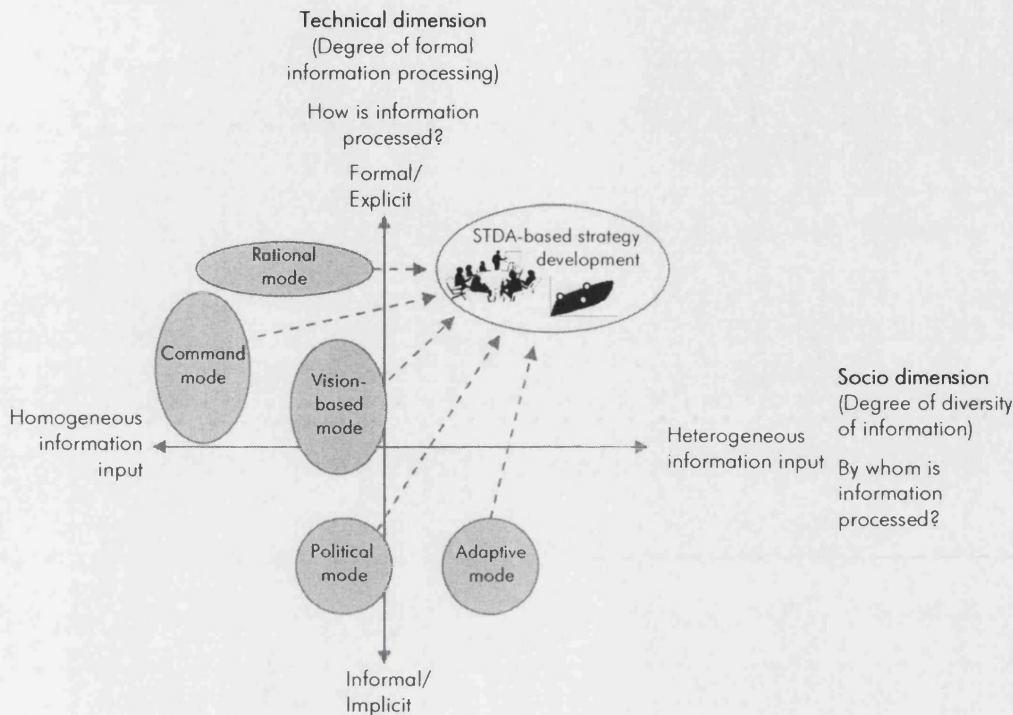 Technical dimension
(Degree of formal
information processing)
How is information
processed?
Formal/
Explicit
STDA-based strategy
development
Rational
mode
Command
mode
Vision-
based
mode
Homogeneous
information
input
Heterogeneous
information input
Socio dimension
(Degree of diversity
of information)
By whom is
information
processed?
Political
mode
Adaptive
mode
Informal/
Implicit